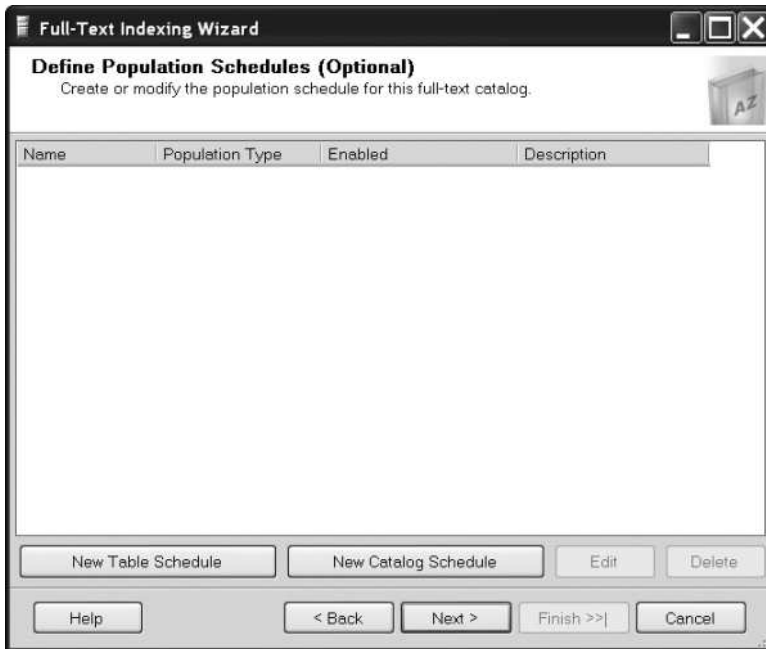 Full-Text Indexing Wizard
Define Population Schedules (Optional)
Create or modify the population schedule for this full-text catalog.
AZ
Name Population Type Enabled Description
New Table Schedule New Catalog Schedule Edit Delete
Help < Back Next > Finish >>| Cancel